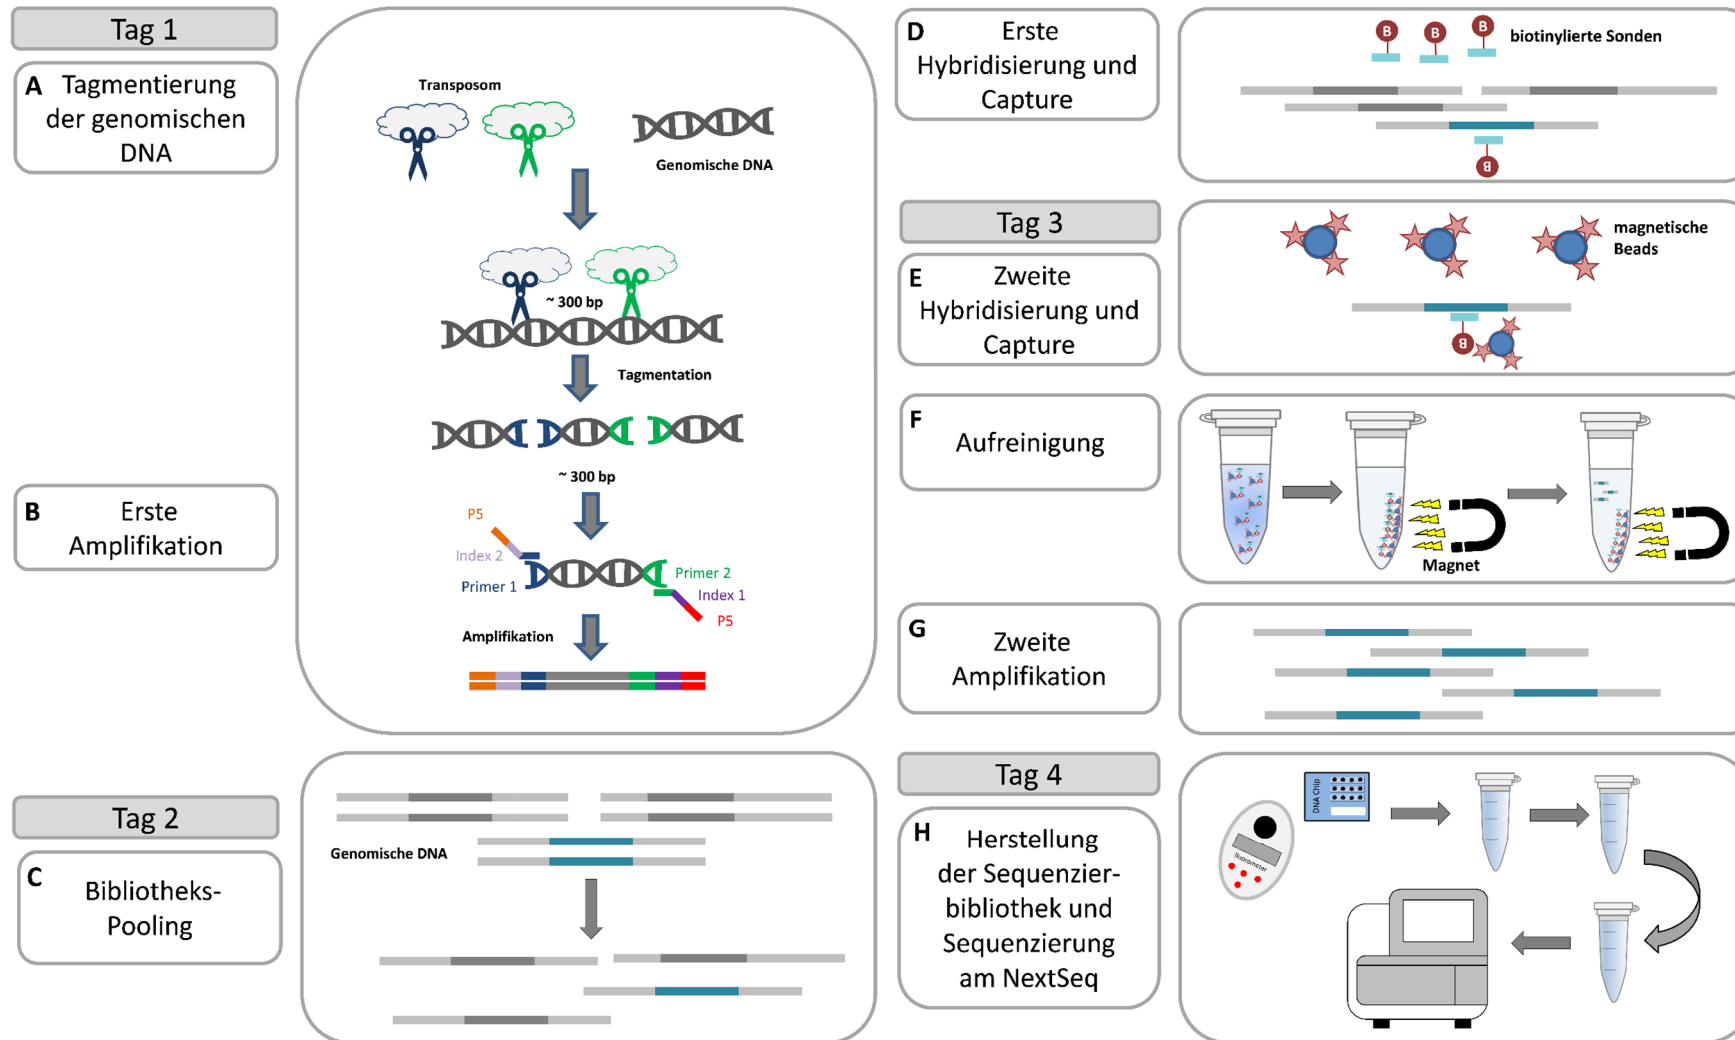 Tag 1
A Tagmentierung
der genomischen
DNA
Transposom
Genomische DNA
~ 300 bp
Tagmentation
~ 300 bp
B Erste
Amplifikation
P5
Index 2
Primer 1
Primer 2
Index 1
P5
Amplifikation
Tag 2
C Bibliotheks-
Pooling
Genomische DNA
D Erste
Hybridisierung und
Capture
B B B
biotinylierte Sonden
B
Tag 3
E Zweite
Hybridisierung und
Capture
magnetische
Beads
B
F Aufreinigung
Magnet
G Zweite
Amplifikation
Tag 4
H Herstellung
der Sequenzier-
bibliothek und
Sequenzierung
am NextSeq
DNA Chip
fluorometer